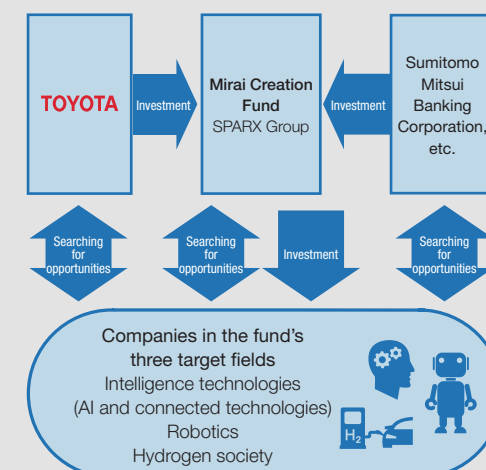 TOYOTA
Investment
Mirai Creation
Fund
SPARX Group
Investment
Sumitomo
Mitsui
Banking
Corporation,
etc.
Searching
for
opportunities
Searching
for
opportunities
Investment
Searching
for
opportunities
Companies in the fund's
three target fields
Intelligence technologies
(AI and connected technologies)
Robotics
Hydrogen society
H2